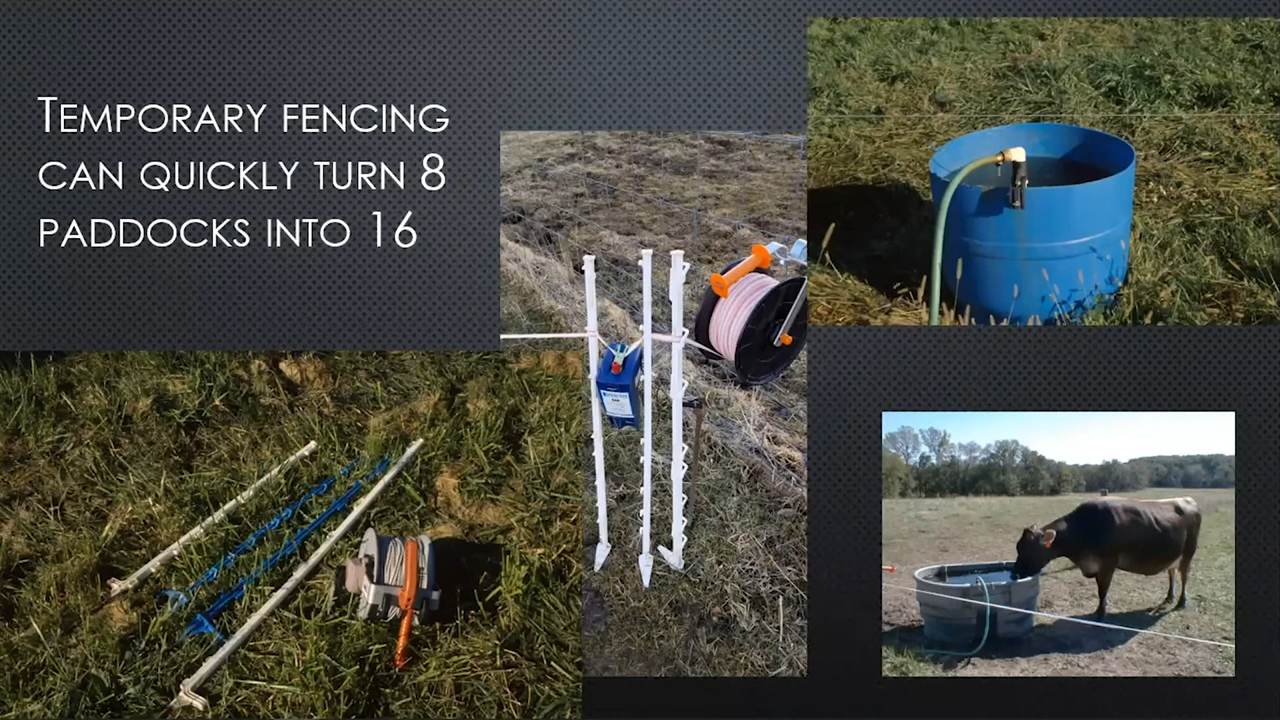 Temporary fencing
can quickly turn 8
paddocks into 16